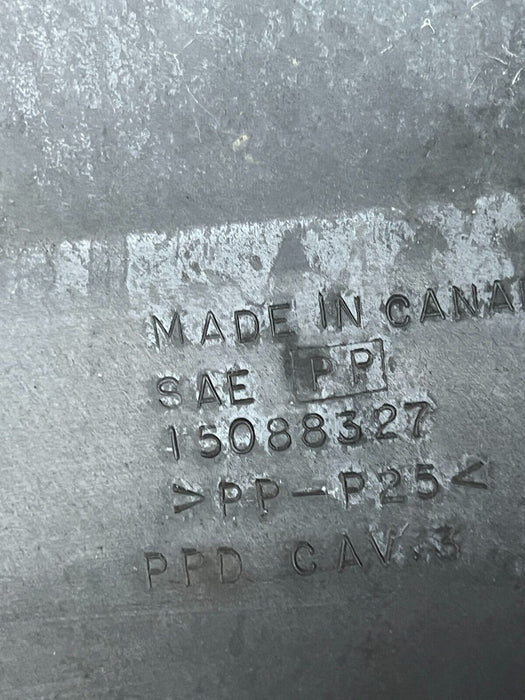 MADE IN CANA
SAE PP
15088327
>PP-P25<
PPD CAV.3